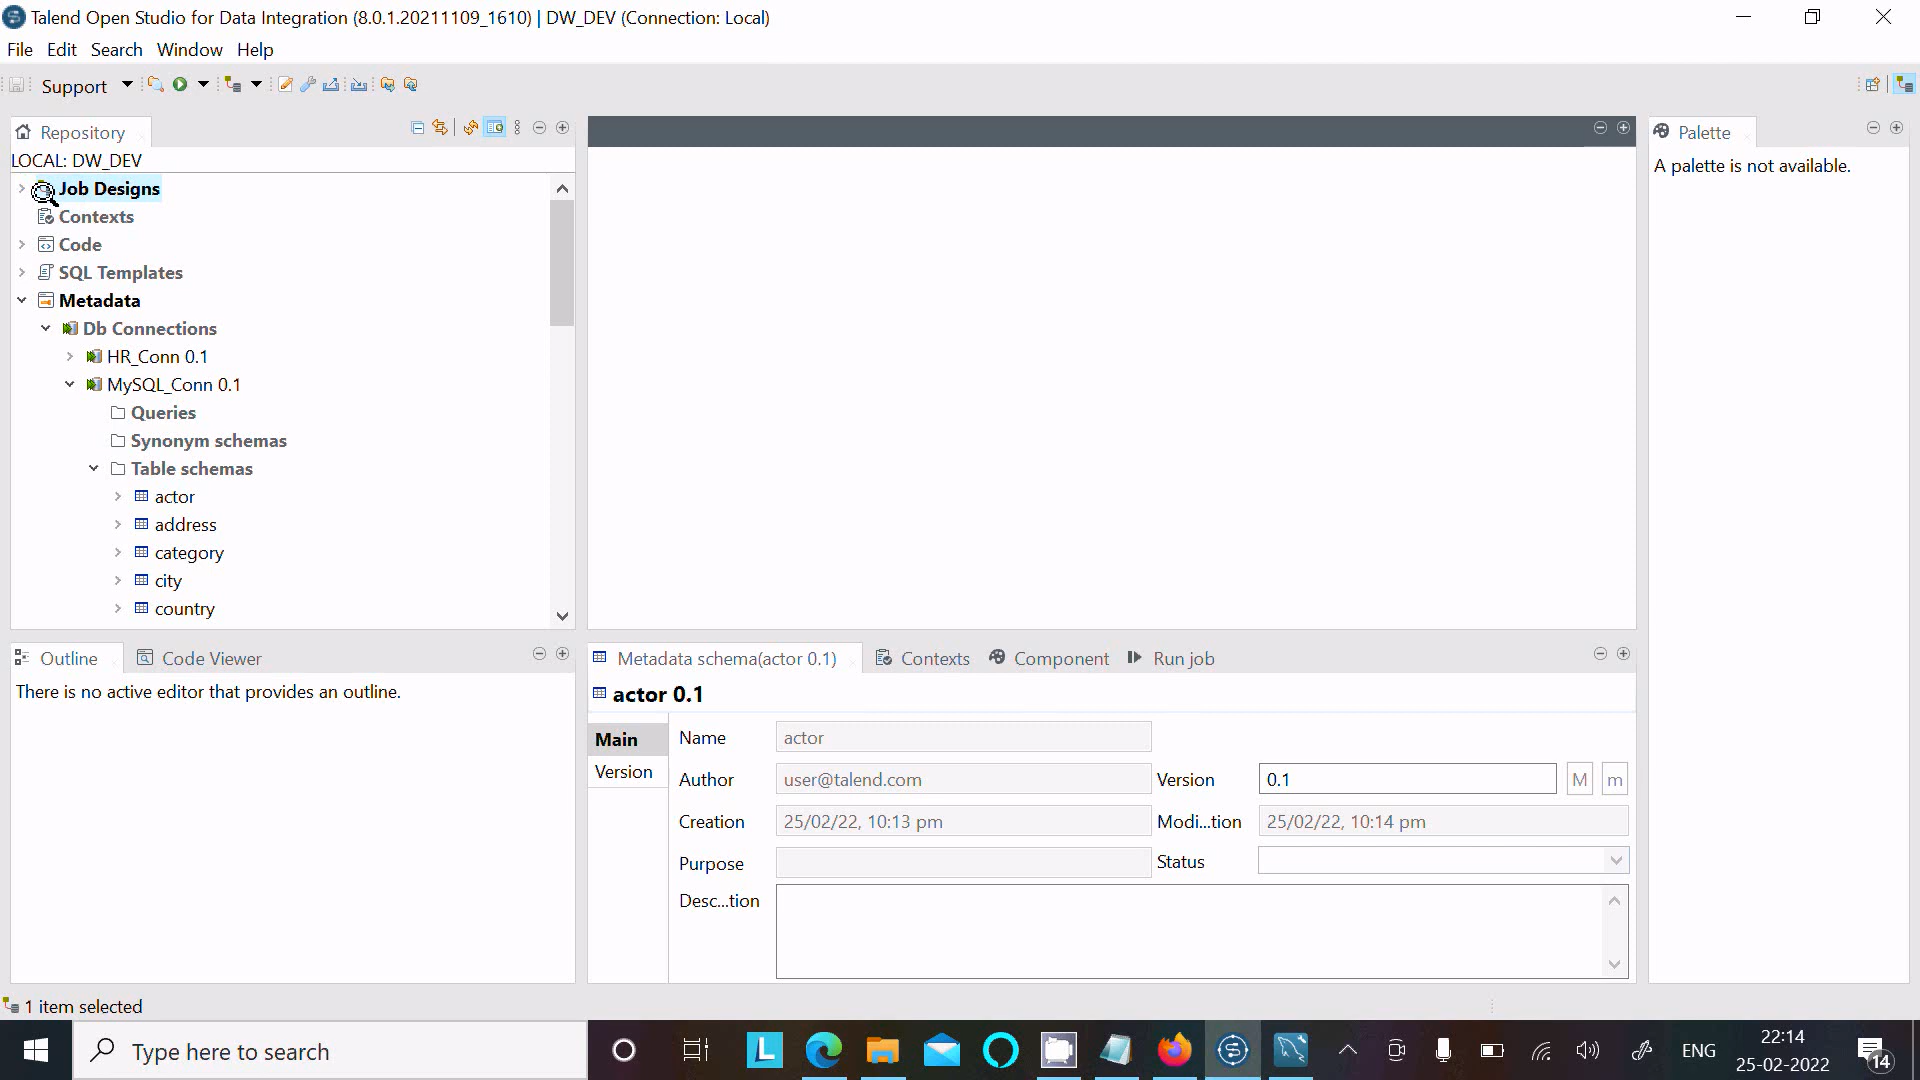 Talend Open Studio for Data Integration (8.0.1.20211109_1610) | DW_DEV (Connection: Local)
File Edit Search Window Help
Support
Repository
LOCAL: DW_DEV
Job Designs
Contexts
Code
SQL Templates
Metadata
Db Connections
HR_Conn 0.1
MySQL_Conn 0.1
Queries
Synonym schemas
Table schemas
actor
address
category
city
country
Palette
A palette is not available.
Outline Code Viewer
There is no active editor that provides an outline.
Metadata schema(actor 0.1) Contexts Component Run job
actor 0.1
Main
Version
Name actor
Author user@talend.com Version 0.1 M m
Creation 25/02/22, 10:13 pm Modi...tion 25/02/22, 10:14 pm
Purpose Status
Desc...tion
1 item selected
Type here to search
L
ENG
22:14
25-02-2022
14